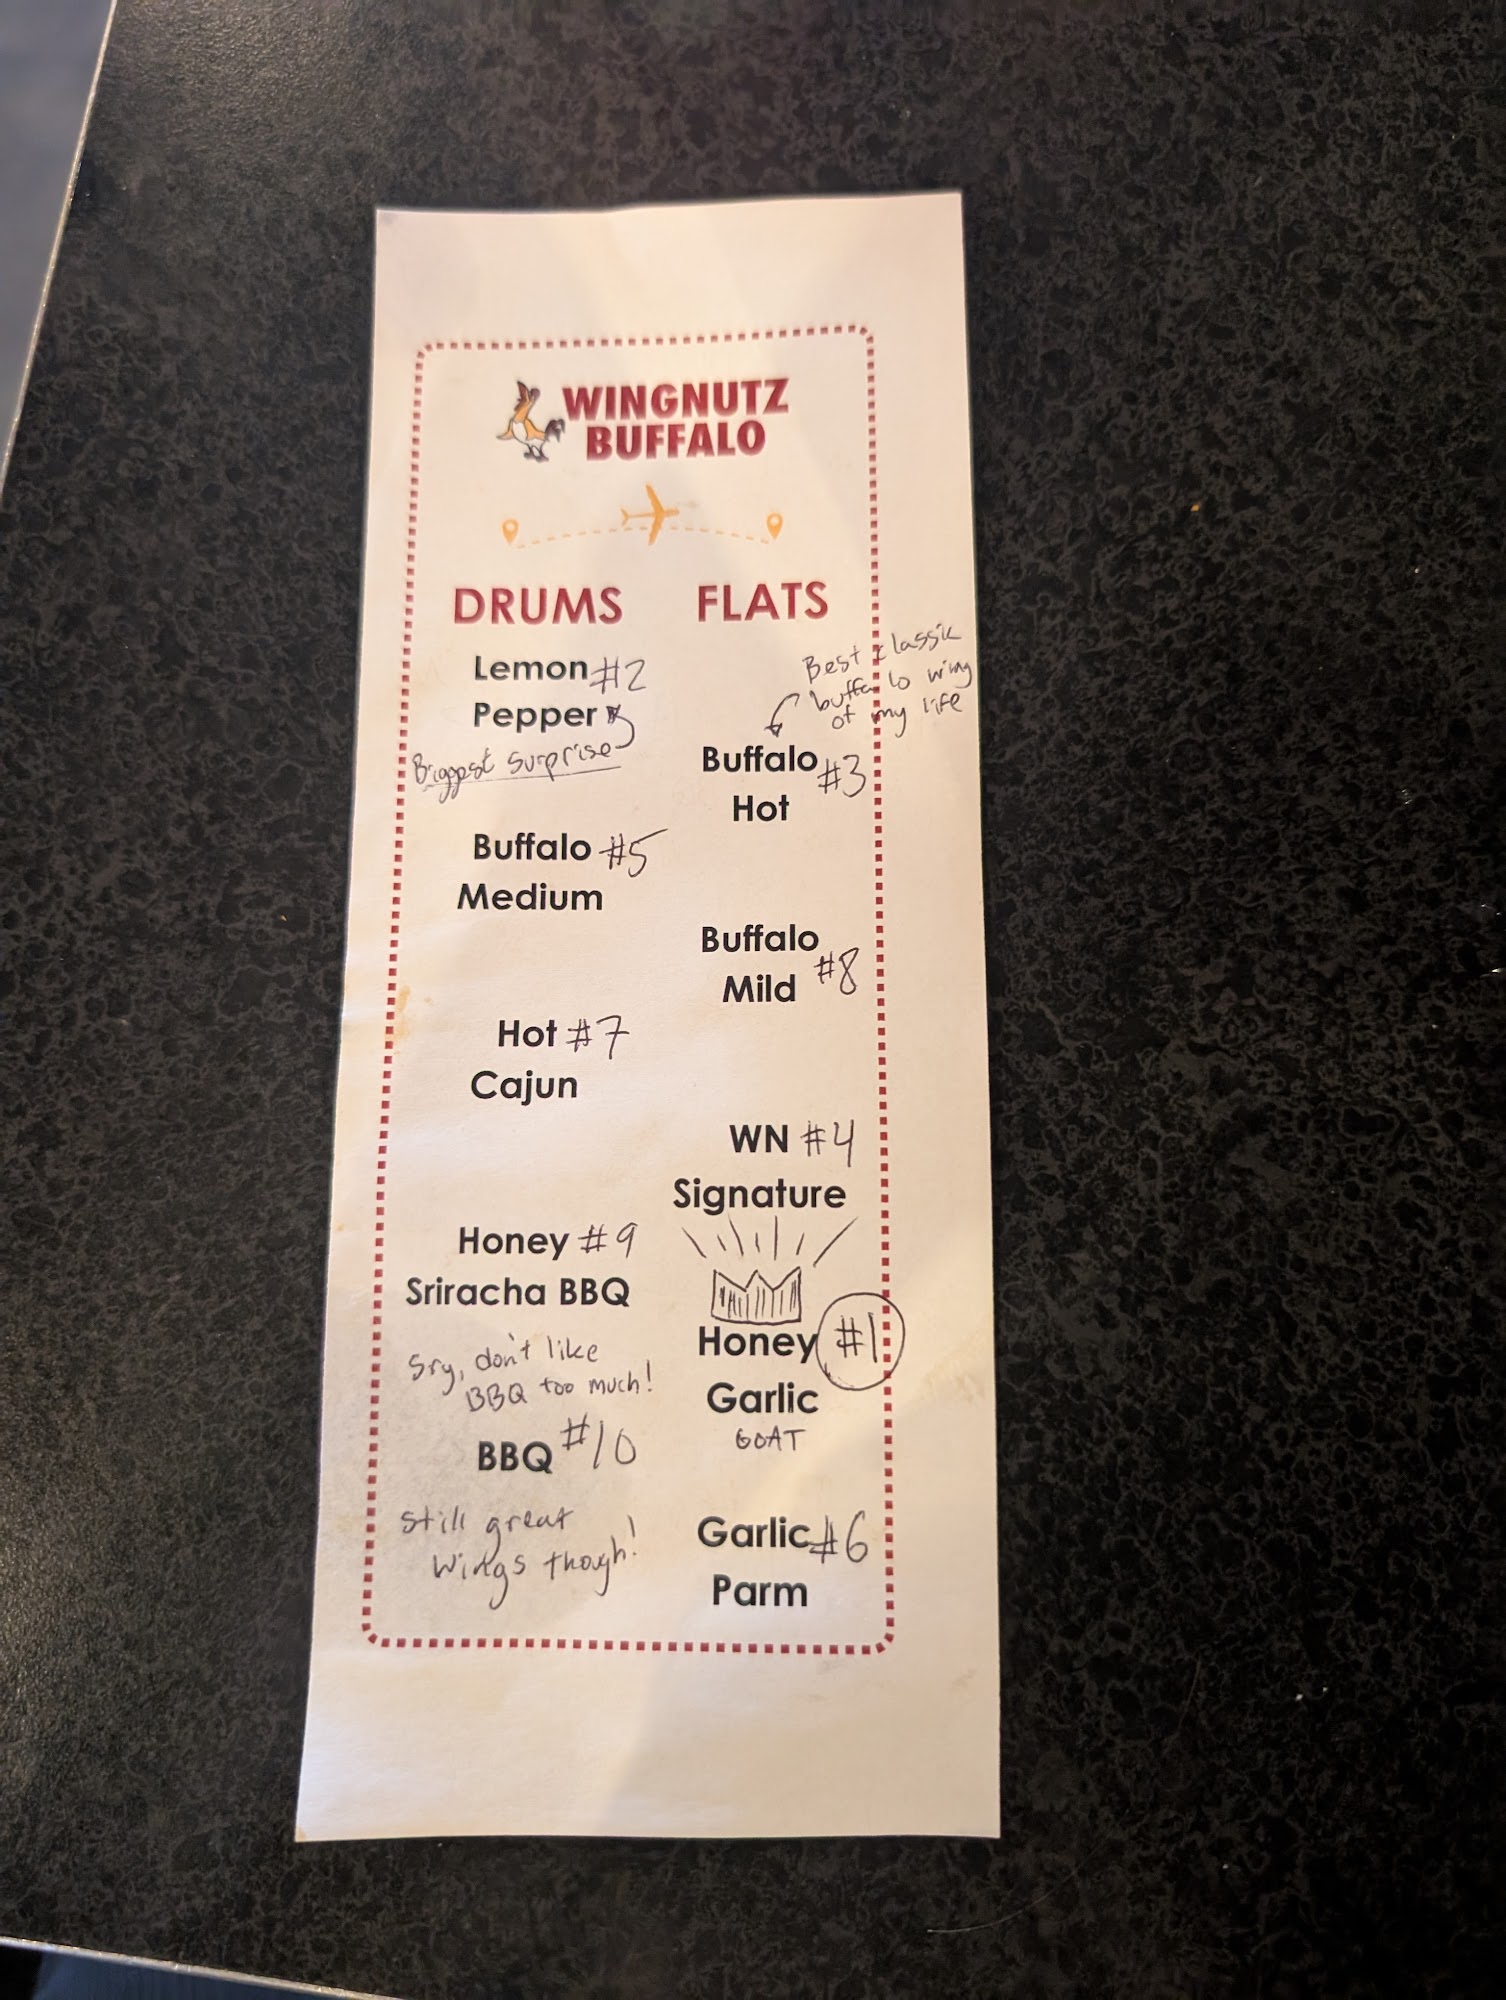 WINGNUTZ
BUFFALO
DRUMS
Lemon #2
Pepper
Biggest surprise
Buffalo #5
Medium
Hot #7
Cajun
Honey #9
Sriracha BBQ
Sry, don't like
BBQ too much!
BBQ #10
Still great
wings though!
FLATS
Best classic
buffalo wing
of my life
Buffalo #3
Hot
Buffalo
Mild #8
WN #4
Signature
Honey #1
Garlic
GOAT
Garlic #6
Parm